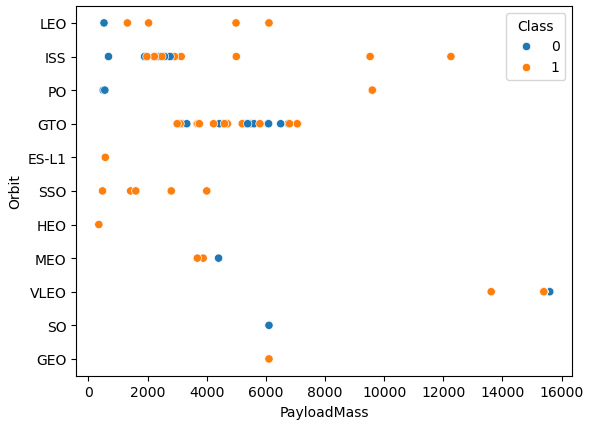 LEO
ISS
PO
GTO
ES-L1
SSO
HEO
MEO
VLEO
SO
GEO
Orbit
Class
0
1
0 2000 4000 6000 8000 10000 12000 14000 16000
PayloadMass